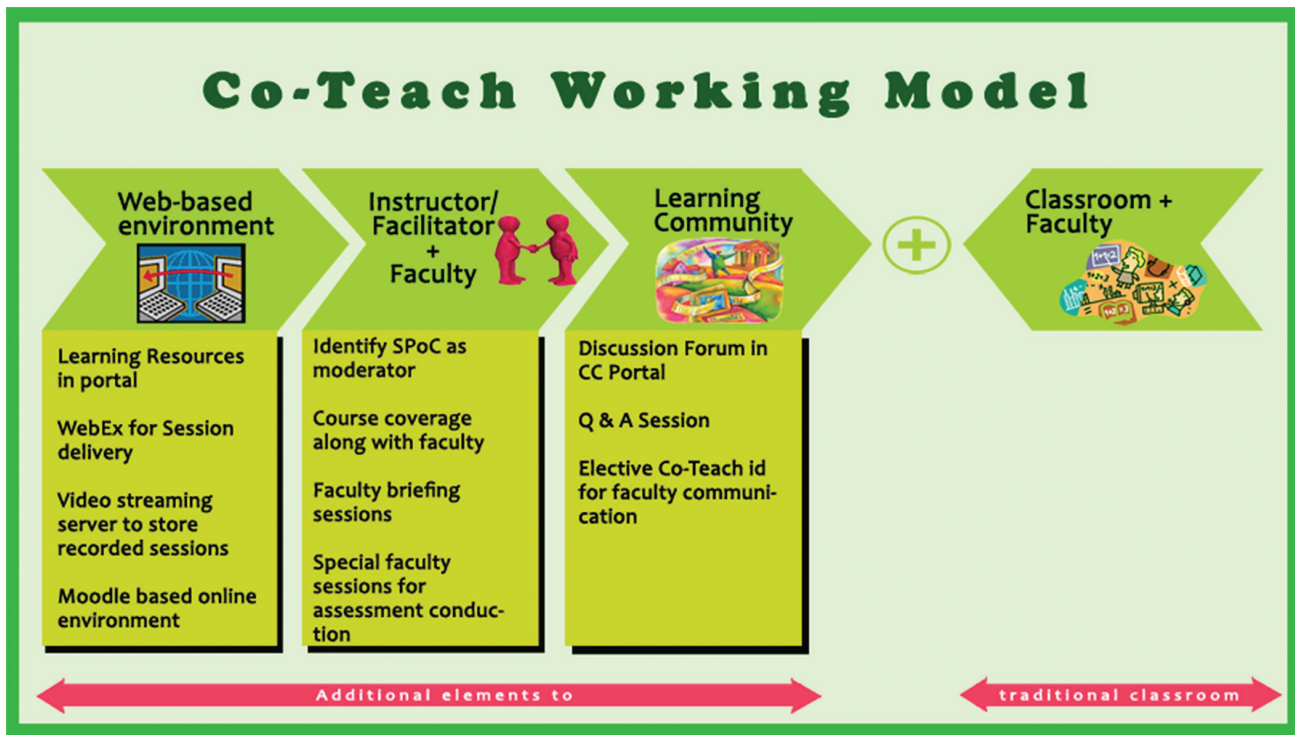 Co-Teach Working Model
Web-based
environment
Learning Resources
in portal
WebEx for Session
delivery
Video streaming
server to store
recorded sessions
Moodle based online
environment
Instructor/
Facilitator
+
Faculty
Identify SPoC as
moderator
Course coverage
along with faculty
Faculty briefing
sessions
Special faculty
sessions for
assessment conduc-
tion
Learning
Community
Discussion Forum in
CC Portal
Q & A Session
Elective Co-Teach id
for faculty communi-
cation
+
Classroom +
Faculty
Additional elements to
traditional classroom